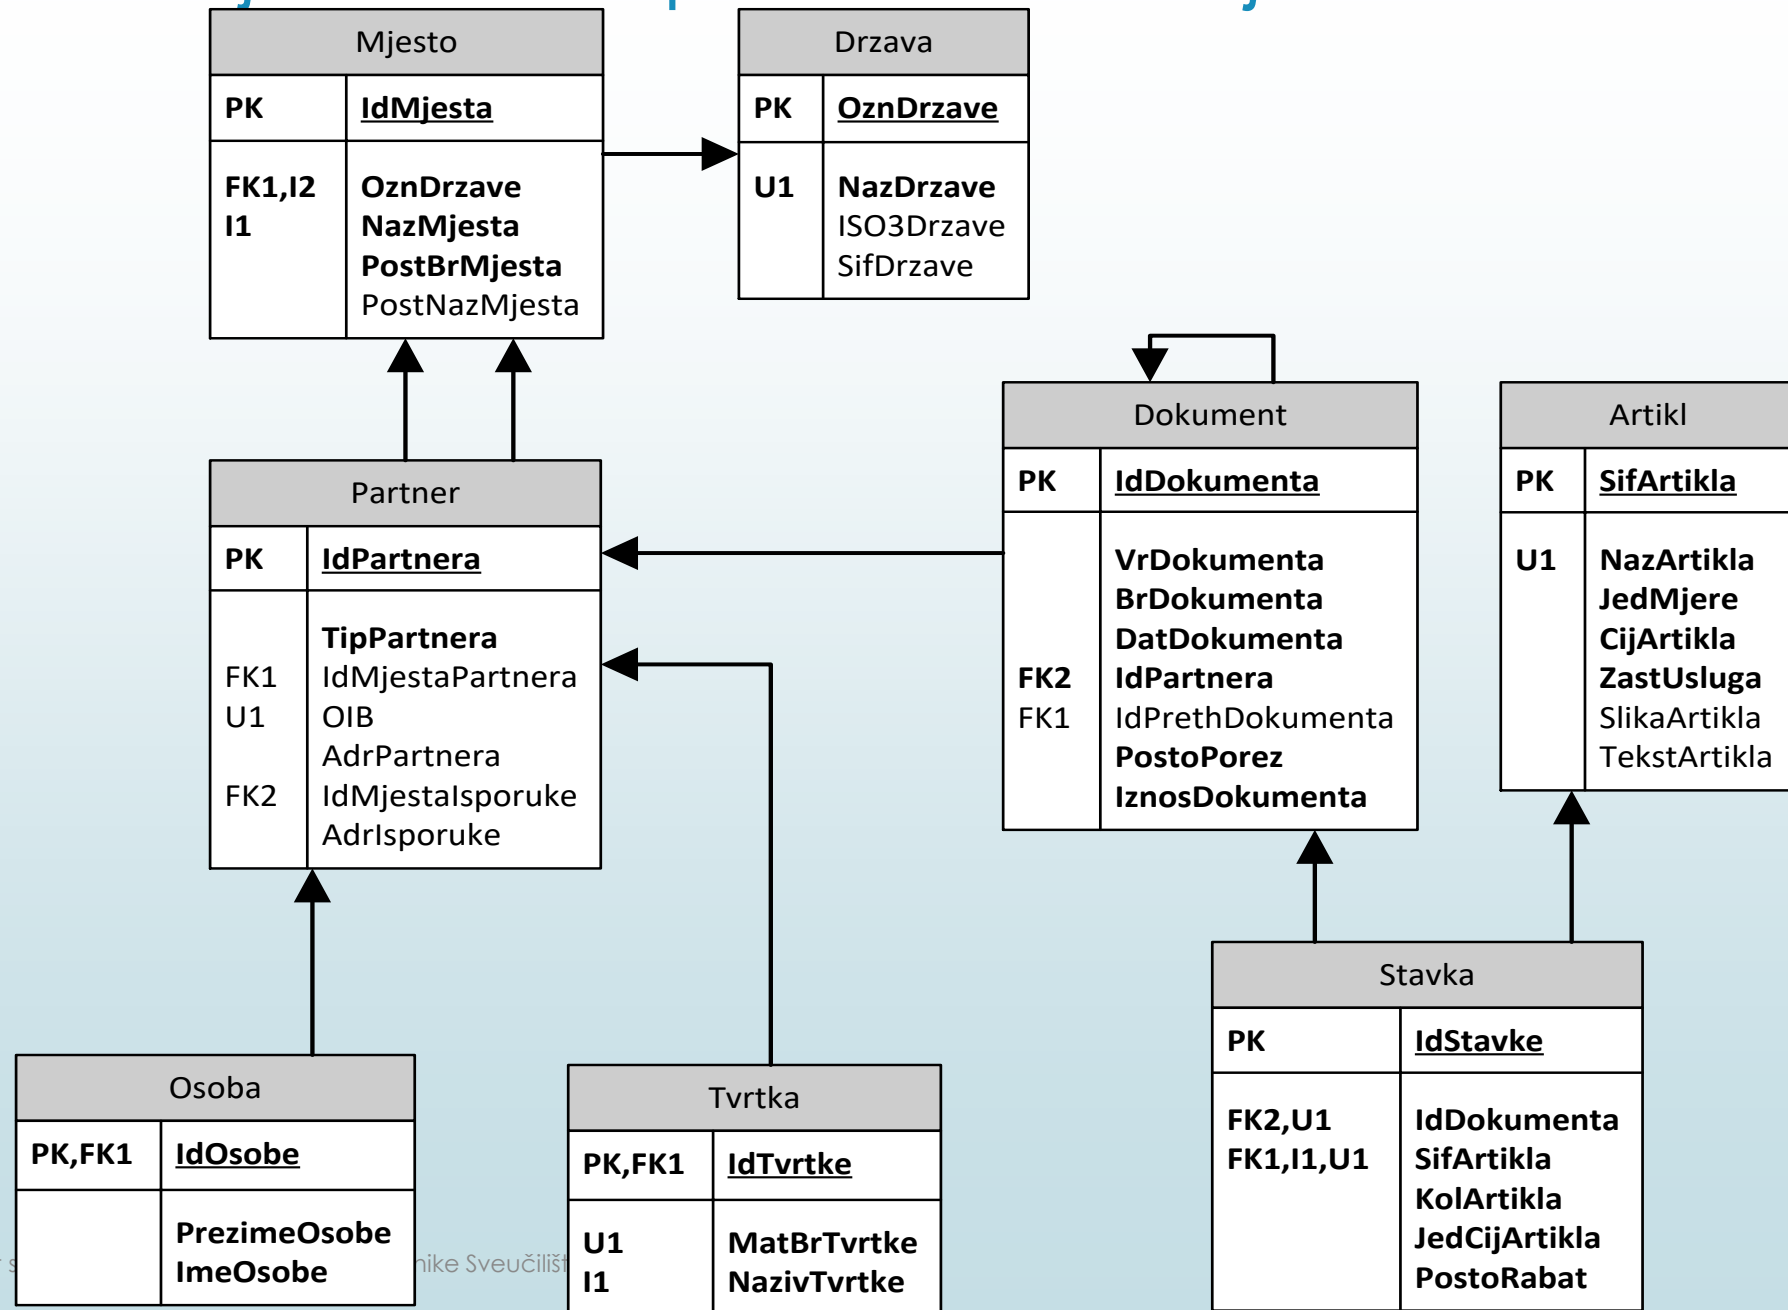 Mjesto
PK IdMjesta
FK1,I2 OznDrzave
I1 NazMjesta
PostBrMjesta
PostNazMjesta
Drzava
PK OznDrzave
U1 NazDrzave
ISO3Drzave
SifDrzave
Partner
PK IdPartnera
TipPartnera
FK1 IdMjestaPartnera
U1 OIB
AdrPartnera
FK2 IdMjestaIsporuke
AdrIsporuke
Dokument
PK IdDokumenta
VrDokumenta
BrDokumenta
DatDokumenta
FK2 IdPartnera
FK1 IdPrethDokumenta
PostoPorez
IznosDokumenta
Artikl
PK SifArtikla
U1 NazArtikla
JedMjere
CijArtikla
ZastUsluga
SlikaArtikla
TekstArtikla
Osoba
PK,FK1 IdOsobe
PrezimeOsobe
ImeOsobe
Tvrtka
PK,FK1 IdTvrtke
U1 MatBrTvrtke
I1 NazivTvrtke
Stavka
PK IdStavke
FK2,U1 IdDokumenta
FK1,I1,U1 SifArtikla
KolArtikla
JedCijArtikla
PostoRabat